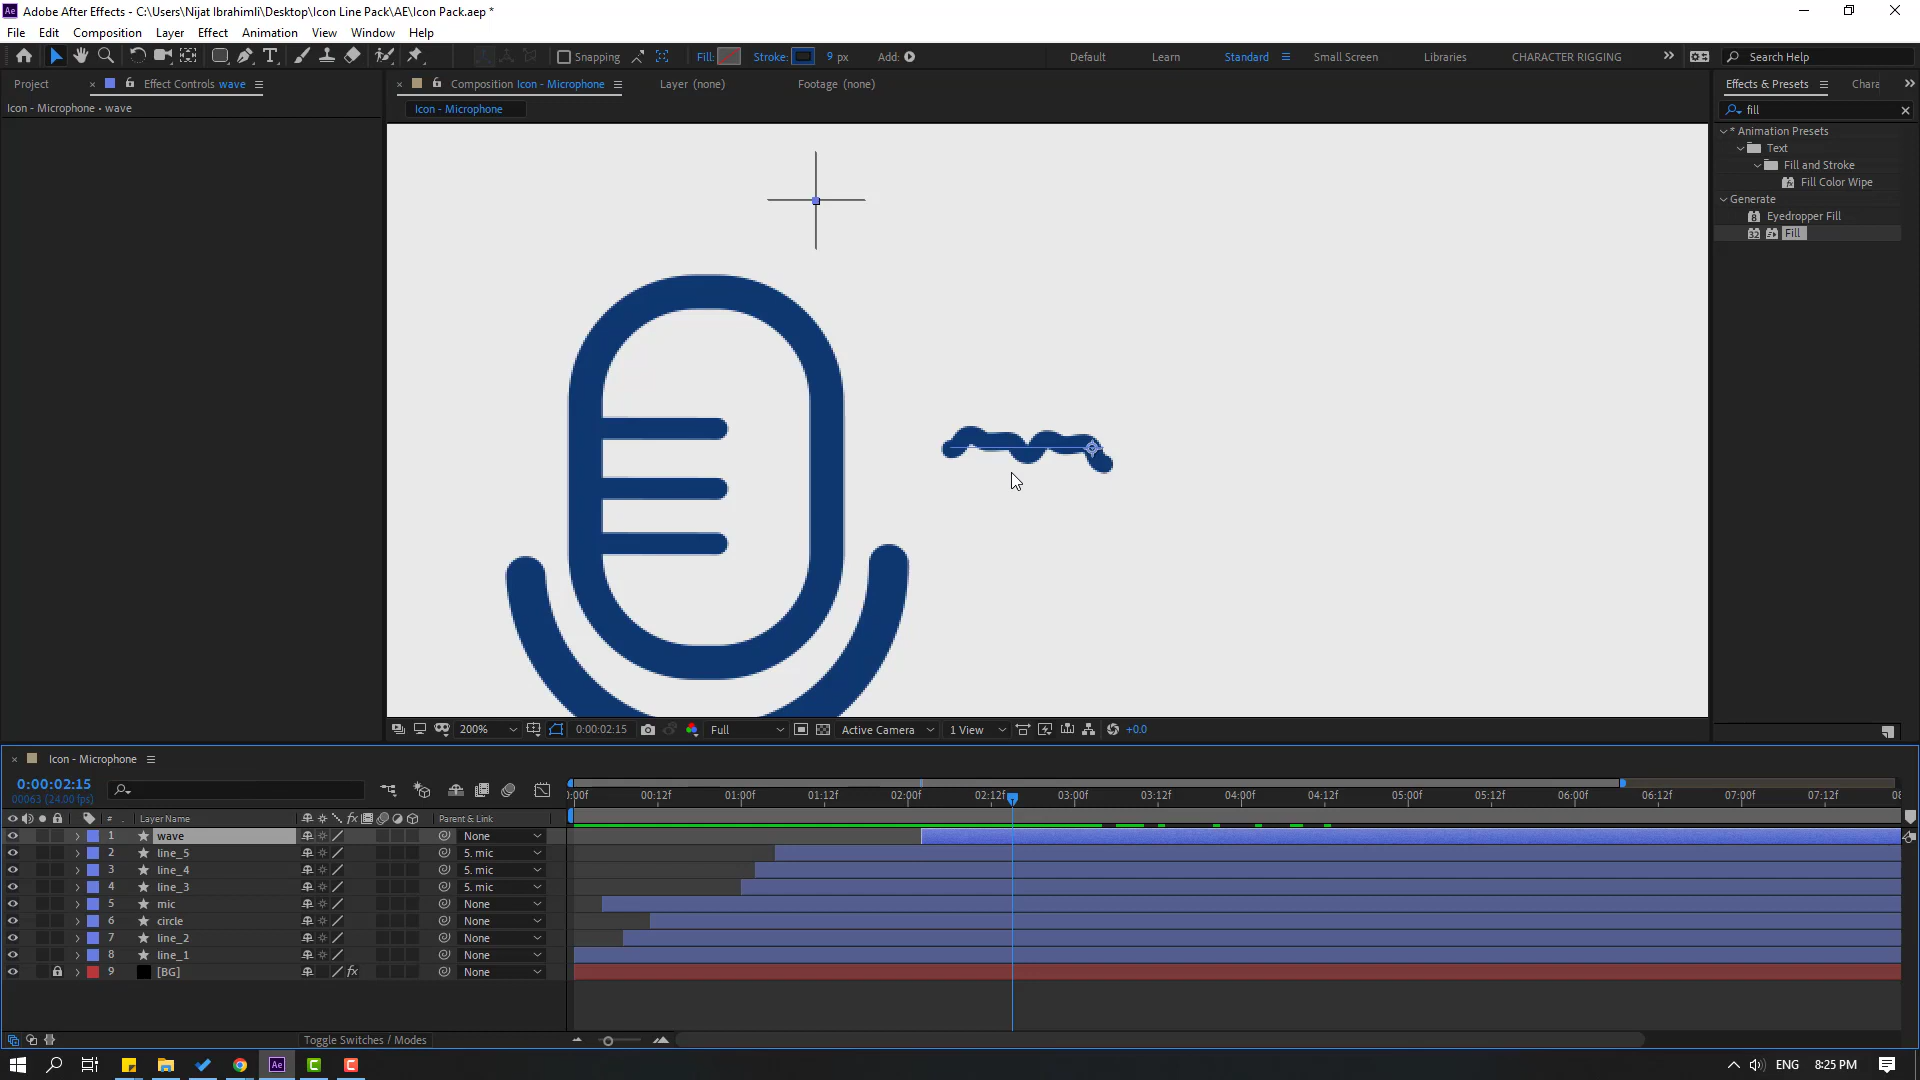 Adobe After Effects - C:\Users\Nijat Ibrahimli\Desktop\Icon Line Pack\AE\Icon Pack.aep *
File Edit Composition Layer Effect Animation View Window Help
Snapping Fill: Stroke: 9 px Add: Default Learn Standard Small Screen Libraries CHARACTER RIGGING Search Help
Project Effect Controls wave Composition Icon - Microphone Layer (none) Footage (none) Effects & Presets Chara
Icon - Microphone • wave
Icon - Microphone
fill
* Animation Presets
Text
Fill and Stroke
Fill Color Wipe
Generate
Eyedropper Fill
Fill
200% 0:00:02:15 Full Active Camera 1 View +0.0
Icon - Microphone
0:00:02:15
00063 (24.00 fps)
0:00f 00:12f 01:00f 01:12f 02:00f 02:12f 03:00f 03:12f 04:00f 04:12f 05:00f 05:12f 06:00f 06:12f 07:00f 07:12f 08
# Layer Name fx Parent & Link
1 wave None
2 line_5 5. mic
3 line_4 5. mic
4 line_3 5. mic
5 mic None
6 circle None
7 line_2 None
8 line_1 None
9 [BG] fx None
Toggle Switches / Modes
Ae ENG 8:25 PM